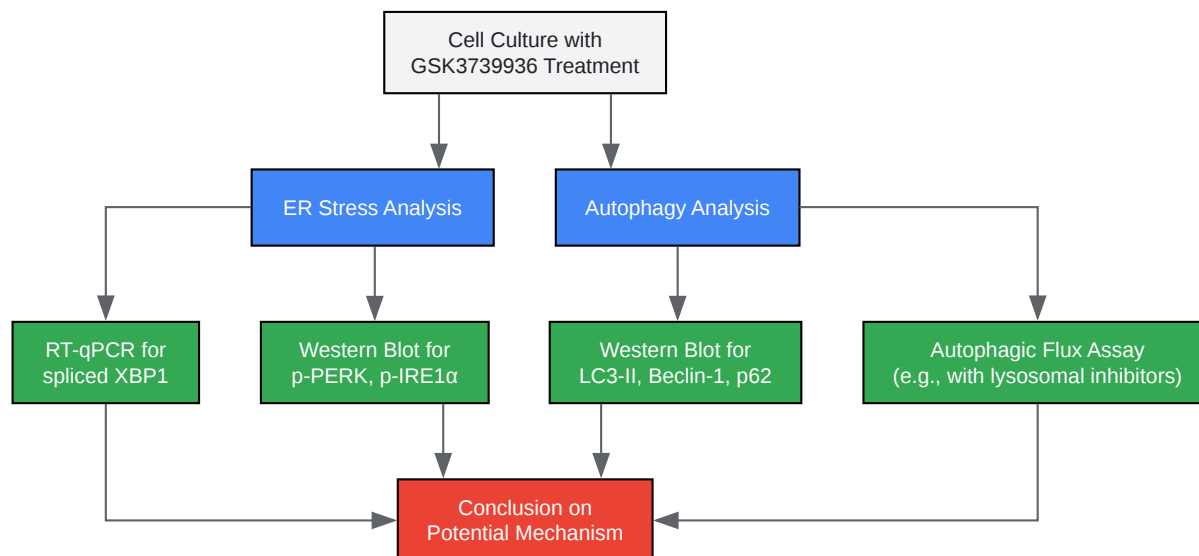 Cell Culture with
GSK3739936 Treatment
ER Stress Analysis
Autophagy Analysis
RT-qPCR for
spliced XBP1
Western Blot for
p-PERK, p-IRE1α
Western Blot for
LC3-II, Beclin-1, p62
Autophagic Flux Assay
(e.g., with lysosomal inhibitors)
Conclusion on
Potential Mechanism